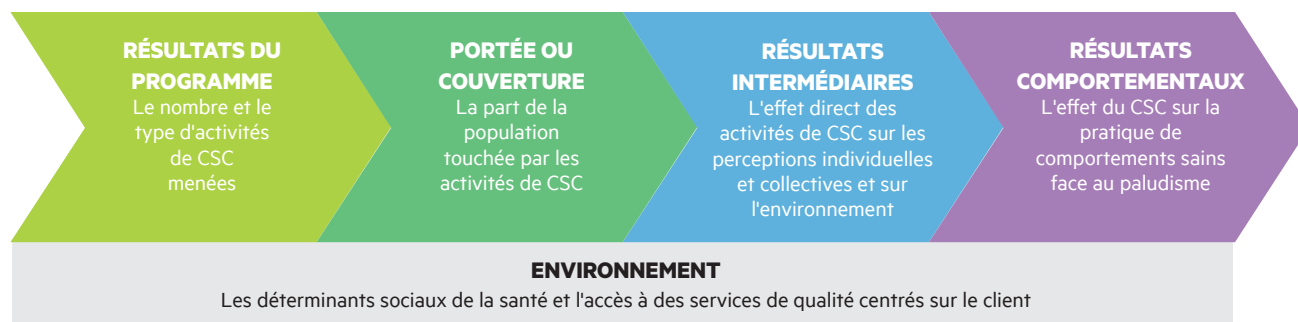 RÉSULTATS DU
PROGRAMME
Le nombre et le
type d'activités
de CSC
menées
PORTÉE OU
COUVERTURE
La part de la
population
touchée par les
activités de CSC
RÉSULTATS
INTERMÉDIAIRES
L'effet direct des
activités de CSC sur les
perceptions individuelles
et collectives et sur
l'environnement
RÉSULTATS
COMPORTEMENTAUX
L'effet du CSC sur la
pratique de
comportements sains
face au paludisme
ENVIRONNEMENT
Les déterminants sociaux de la santé et l'accès à des services de qualité centrés sur le client